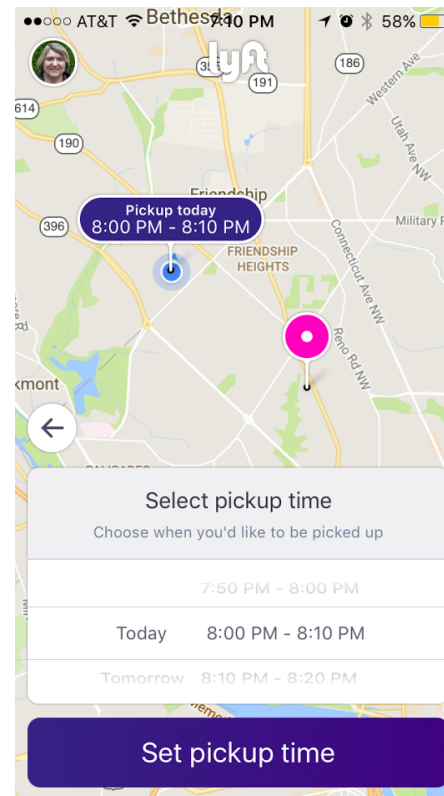 AT&T 7:10 PM 58%
Bethesda
lyft
191
186
Western Ave
614
Utah Ave NW
190
Friendship
Pickup today
8:00 PM - 8:10 PM
396
Military
FRIENDSHIP
HEIGHTS
Connecticut Ave NW
Reno Rd NW
kmont
Select pickup time
Choose when you'd like to be picked up
7:50 PM - 8:00 PM
Today 8:00 PM - 8:10 PM
Tomorrow 8:10 PM - 8:20 PM
Set pickup time